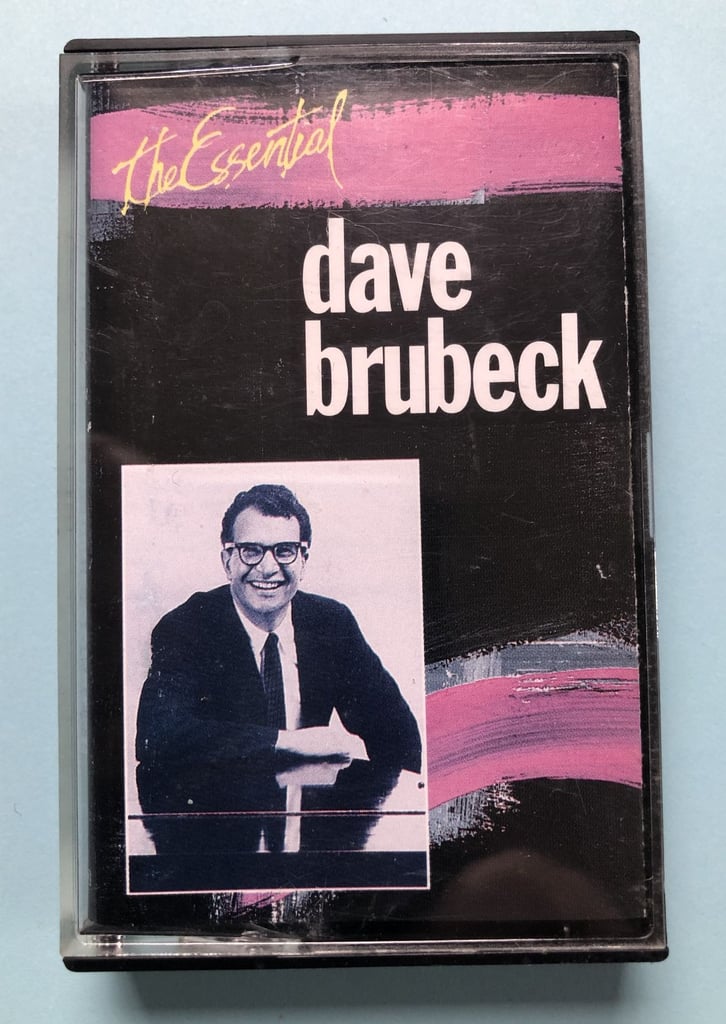 the Essential
dave
brubeck